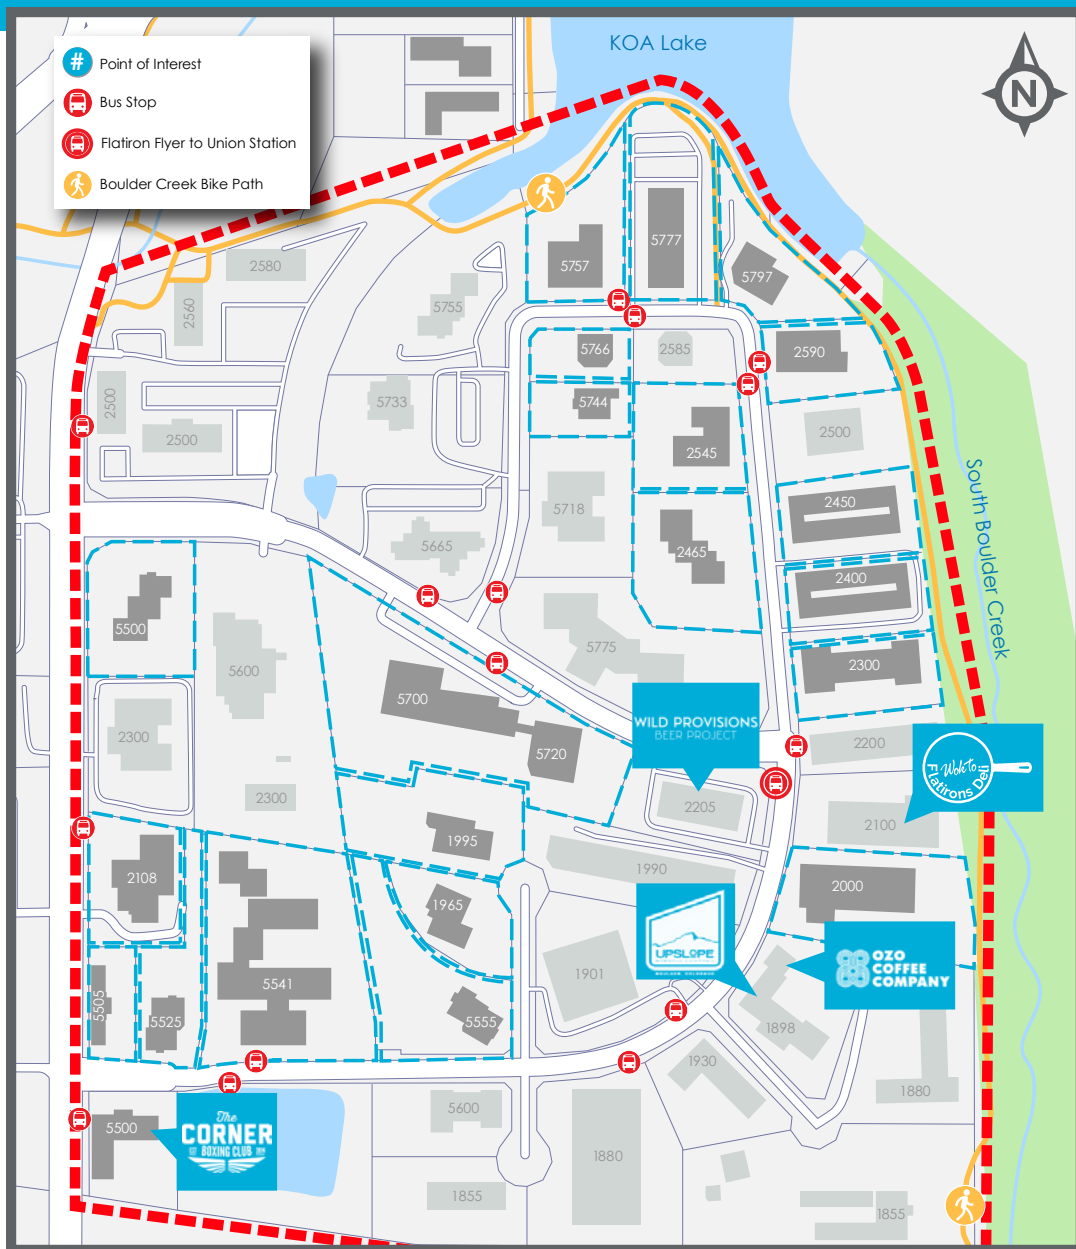 KOA Lake
#
Point of Interest
Bus Stop
Flatiron Flyer to Union Station
Boulder Creek Bike Path
N
2580
2560
5755
5757
5777
5797
5766
2585
2590
5744
2500
2500
5733
2545
2500
2450
5718
5665
2465
2400
South Boulder Creek
5500
5600
5775
2300
5700
5720
2300
WILD PROVISIONS
BEER PROJECT
2200
Wok to
Flatirons Deli
2300
2205
2100
1995
2108
1990
2000
1965
UPSLOPE
BOULDER, COLORADO
OZO
COFFEE
COMPANY
5505
5525
5541
5555
1901
1898
1930
1880
5500
The
CORNER
BOXING CLUB
5600
1880
1855
1855